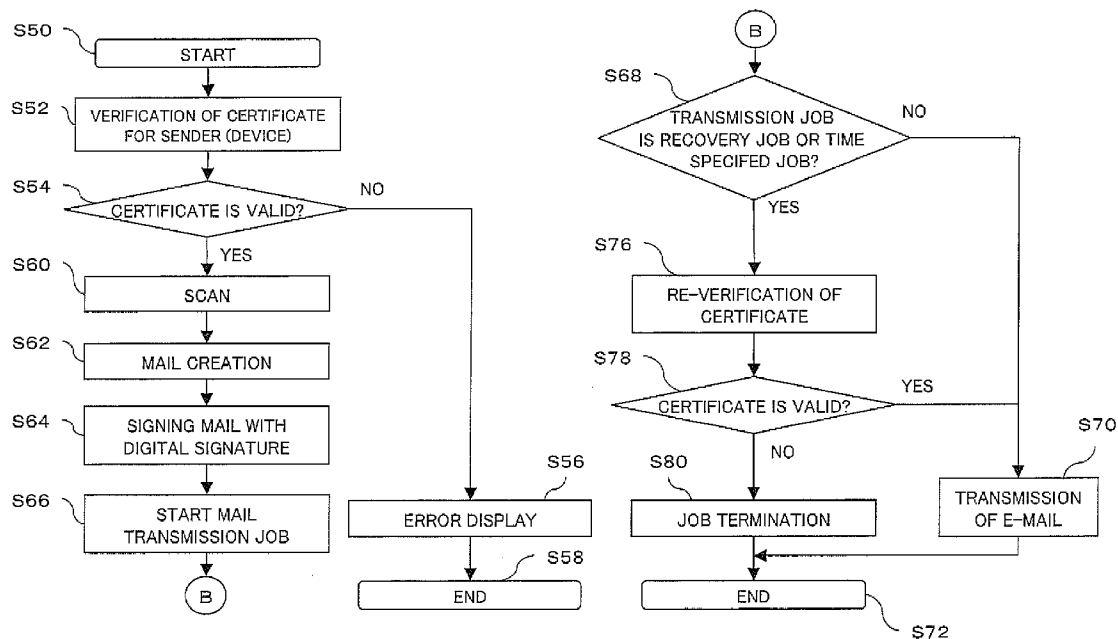 S50
START
S52
VERIFICATION OF CERTIFICATE
FOR SENDER (DEVICE)
S54
CERTIFICATE IS VALID?
NO
YES
S60
SCAN
S62
MAIL CREATION
S64
SIGNING MAIL WITH
DIGITAL SIGNATURE
S66
START MAIL
TRANSMISSION JOB
B
S56
ERROR DISPLAY
S58
END
B
S68
TRANSMISSION JOB
IS RECOVERY JOB OR TIME
SPECIFED JOB?
NO
YES
S76
RE-VERIFICATION OF
CERTIFICATE
S78
CERTIFICATE IS VALID?
YES
NO
S70
TRANSMISSION
OF E-MAIL
S80
JOB TERMINATION
END
S72